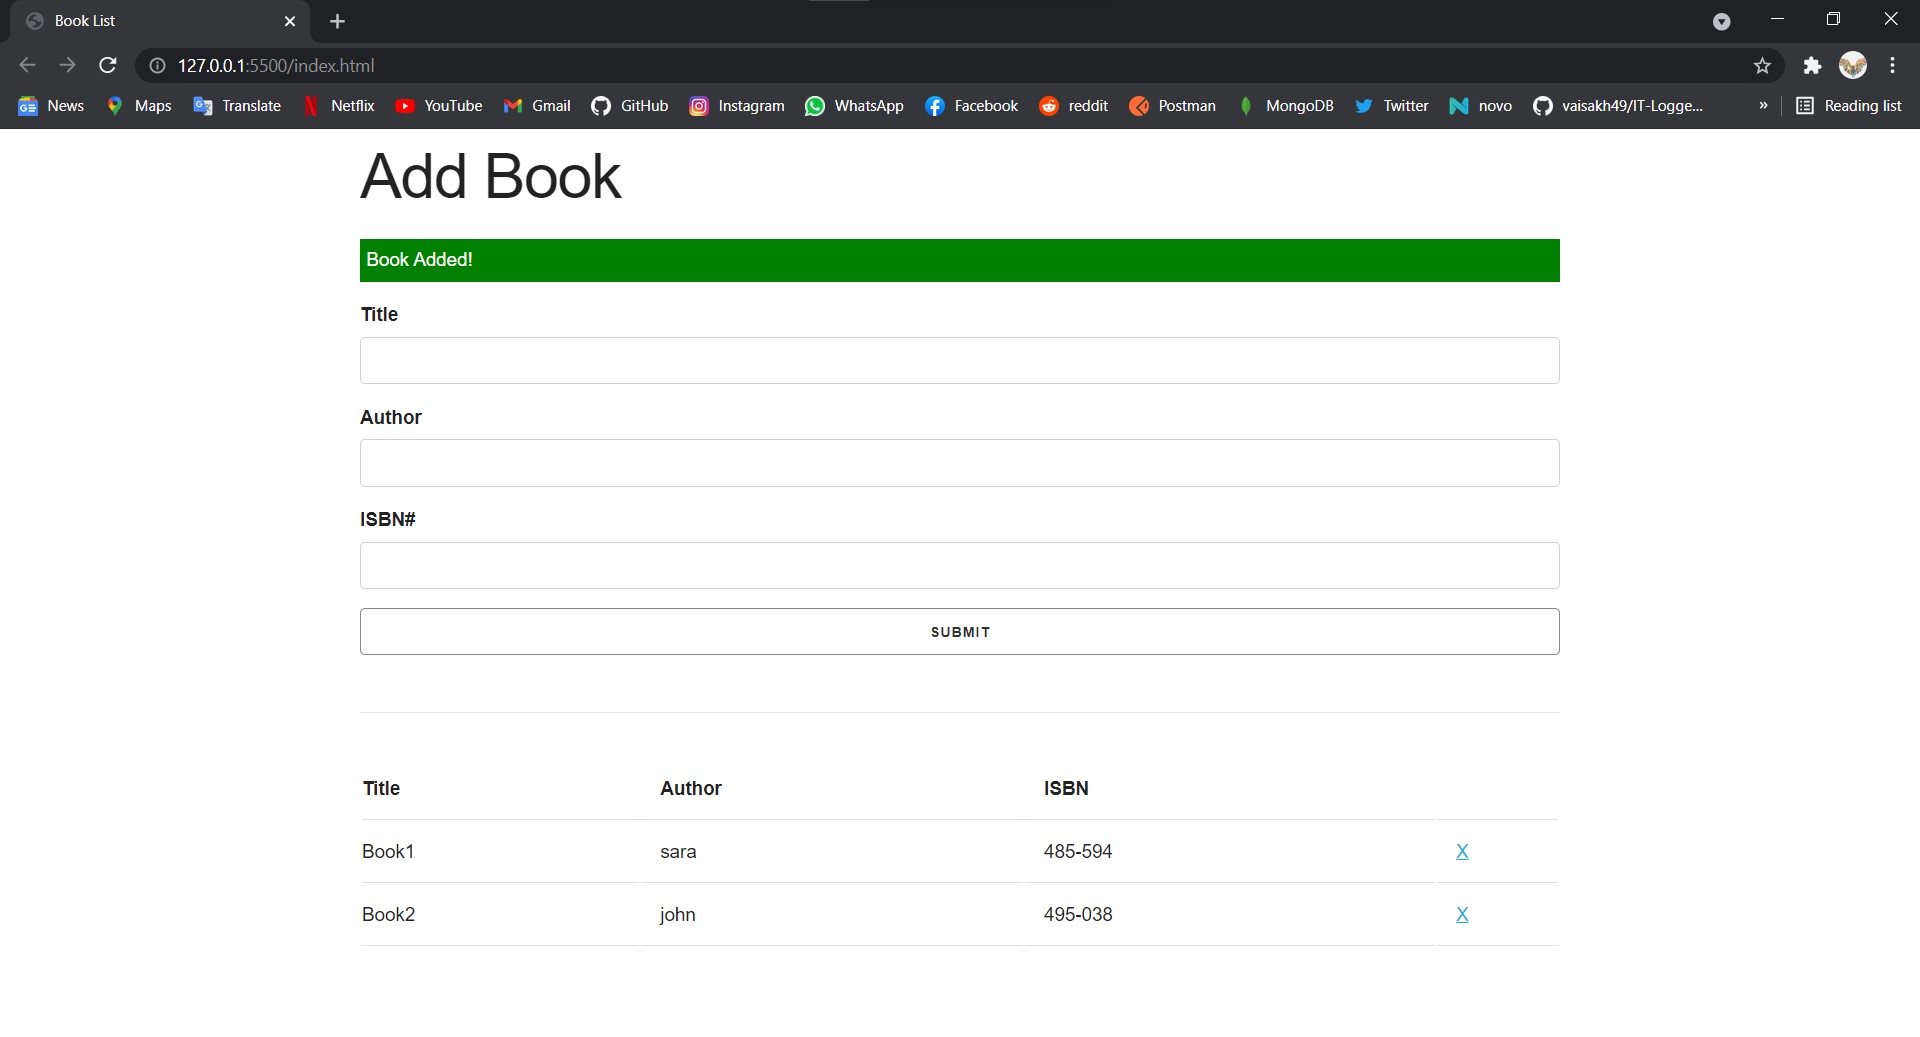 Book List
127.0.0.1:5500/index.html
News Maps Translate Netflix YouTube Gmail GitHub Instagram WhatsApp Facebook reddit Postman MongoDB Twitter novo vaisakh49/IT-Logge... » Reading list
Add Book
Book Added!
Title
Author
ISBN#
SUBMIT
Title Author ISBN
Book1 sara 485-594 X
Book2 john 495-038 X